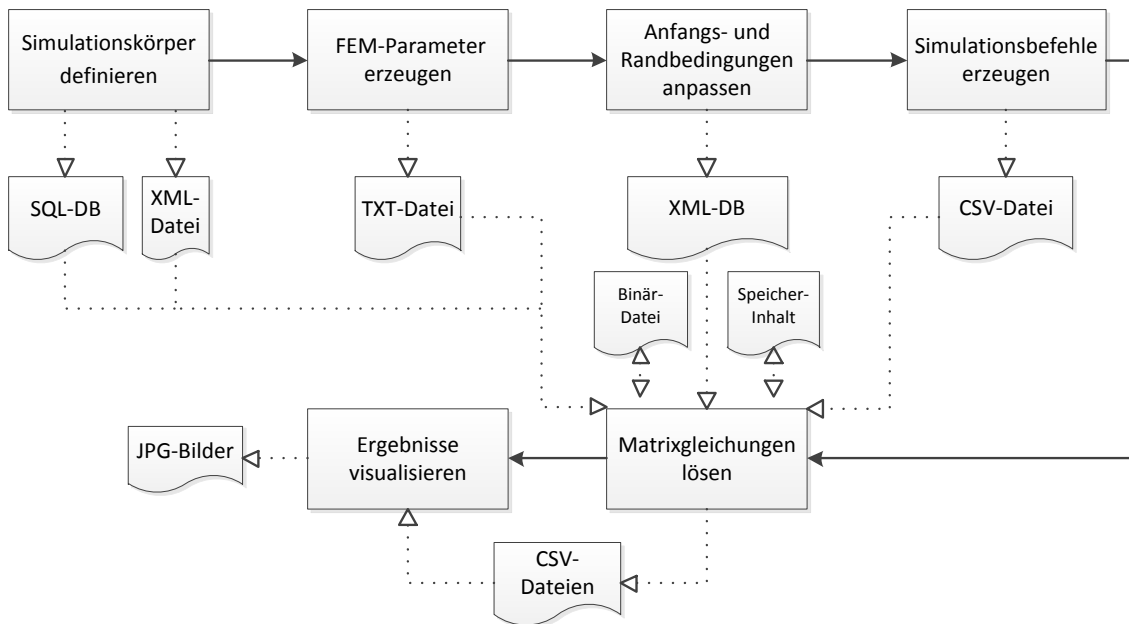 Simulationskörper
definieren
FEM-Parameter
erzeugen
Anfangs- und
Randbedingungen
anpassen
Simulationsbefehle
erzeugen
SQL-DB
XML-
Datei
TXT-Datei
XML-DB
CSV-Datei
Binär-
Datei
Speicher-
Inhalt
JPG-Bilder
Ergebnisse
visualisieren
Matrixgleichungen
lösen
CSV-
Dateien